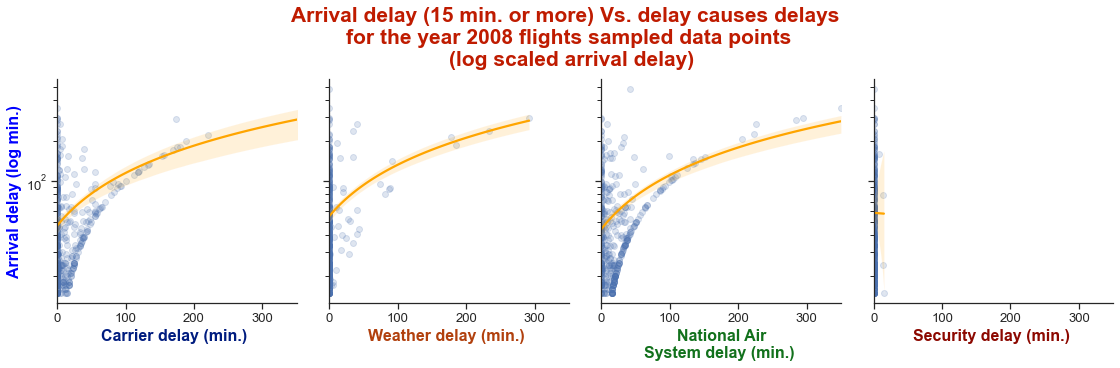 Arrival delay (15 min. or more) Vs. delay causes delays
for the year 2008 flights sampled data points
(log scaled arrival delay)
Arrival delay (log min.)
10^2
0 100 200 300
0 100 200 300
0 100 200 300
0 100 200 300
Carrier delay (min.)
Weather delay (min.)
National Air
System delay (min.)
Security delay (min.)